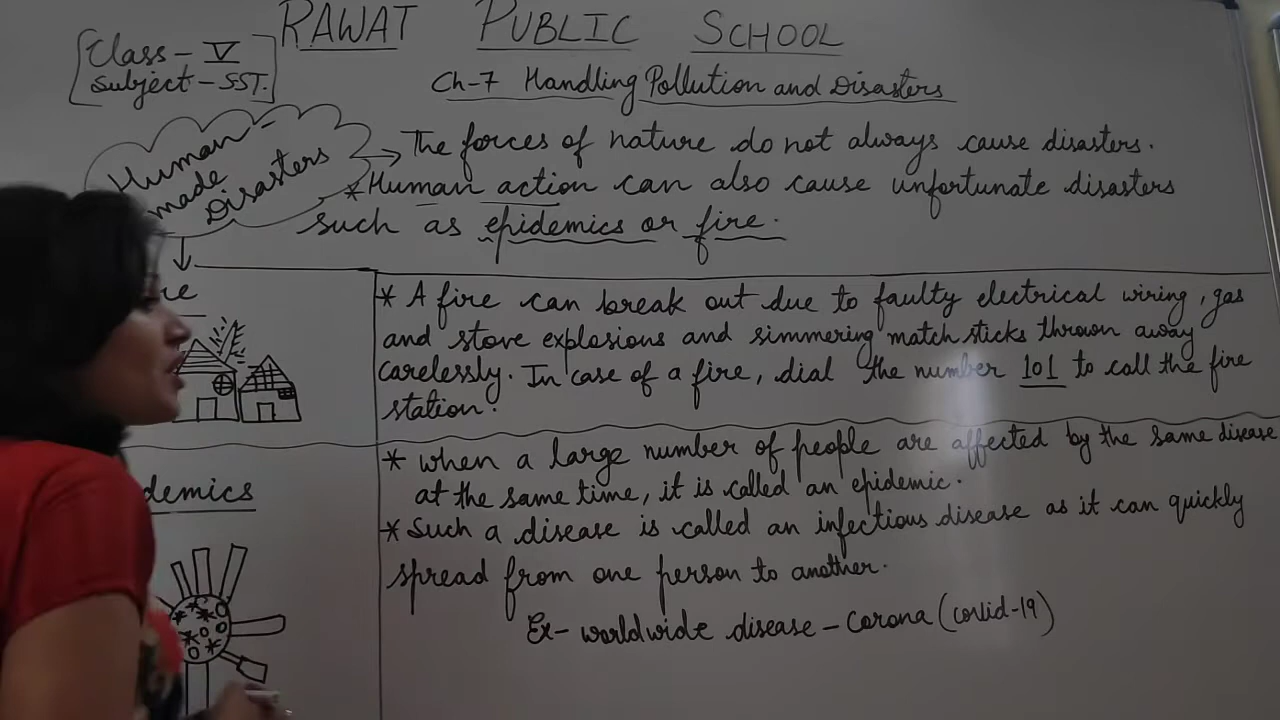 RAWAT PUBLIC SCHOOL
Class - V
Subject - SST.
Ch-7 Handling Pollution and Disasters
Human-
made
Disasters
The forces of nature do not always cause disasters.
* Human action can also cause unfortunate disasters
such as epidemics or fire.
* A fire can break out due to faulty electrical wiring, gas
and stove explosions and simmering match sticks thrown away
carelessly. In case of a fire, dial the number 101 to call the fire
station.
* when a large number of people are affected by the same disease
at the same time, it is called an epidemic.
* Such a disease is called an infectious disease as it can quickly
spread from one person to another.
Ex- worldwide disease - Corona (covid-19)